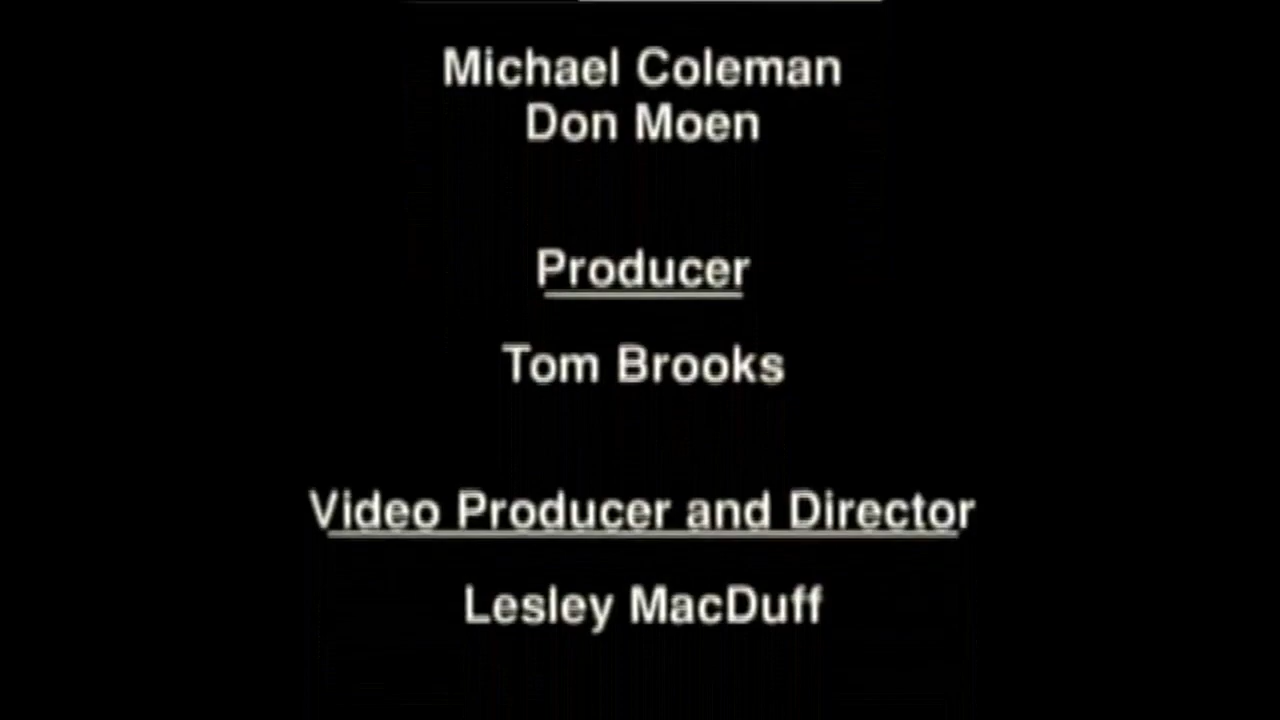 Michael Coleman
Don Moen
Producer
Tom Brooks
Video Producer and Director
Lesley MacDuff